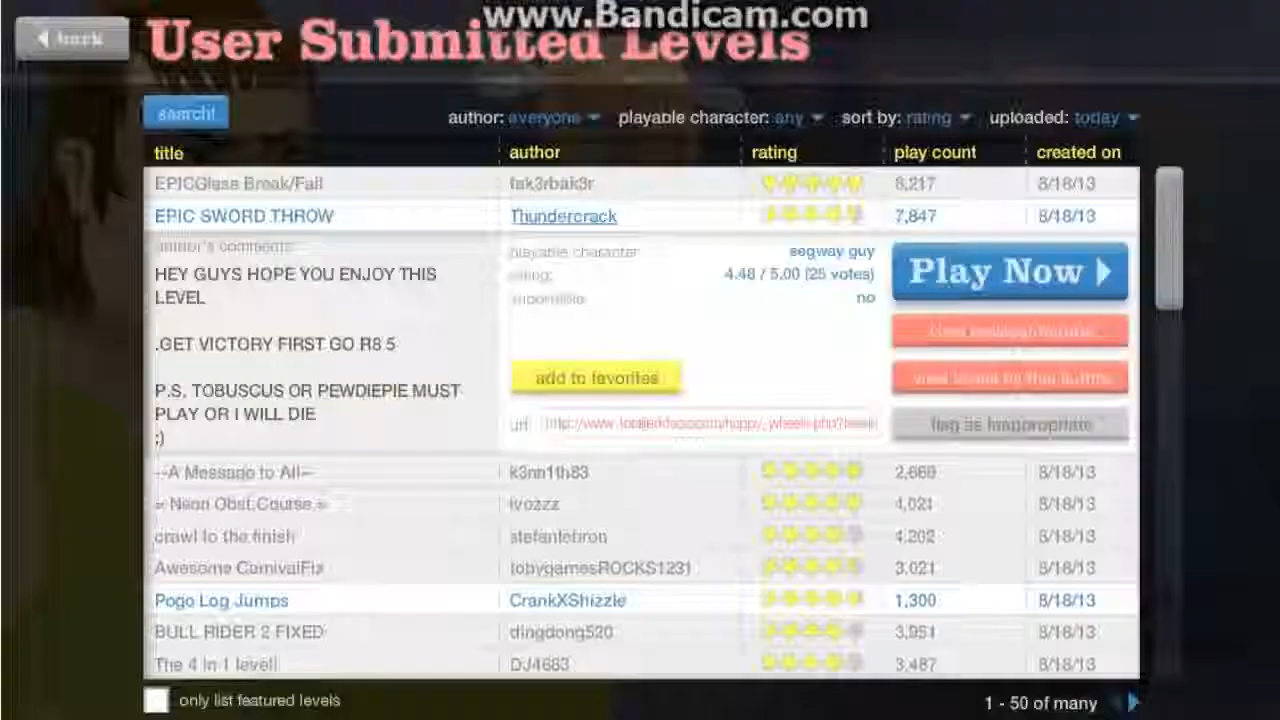 www.Bandicam.com
back
User Submitted Levels
search!
author: everyone playable character: any sort by: rating uploaded: today
title author rating play count created on
EPICGlass Break/Fall fak3rbak3r 8/18/13
EPIC SWORD THROW Thundercrack 7,847 8/18/13
author's comments:
HEY GUYS HOPE YOU ENJOY THIS
LEVEL
.GET VICTORY FIRST GO R8 5
P.S. TOBUSCUS OR PEWDIEPIE MUST
PLAY OR I WILL DIE
;)
playable character: segway guy
rating: 4.48 / 5.00 (25 votes)
no
add to favorites
url:
Play Now
flag as inappropriate
--A Message to All-- k3nn1th83 2,669 8/18/13
= Neon Obst.Course = ivozzz 4,021 8/18/13
crawl to the finish stefanlebron 4,202 8/18/13
Awesome CarnivalFix tobygamesROCKS1231 3,021 8/18/13
Pogo Log Jumps CrankXShizzle 1,300 8/18/13
BULL RIDER 2 FIXED dingdong520 3,951 8/18/13
The 4 in 1 level! DJ4683 3,487 8/18/13
only list featured levels
1 - 50 of many